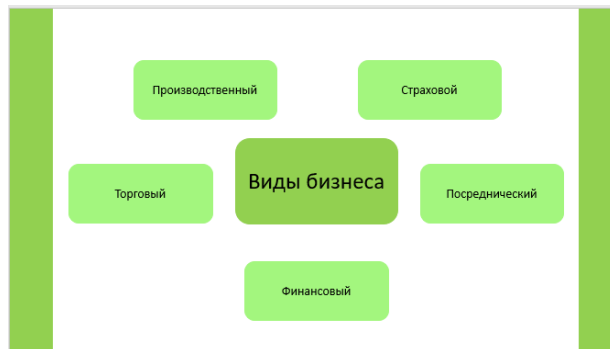 Производственный
Страховой
Виды бизнеса
Торговый
Посреднический
Финансовый